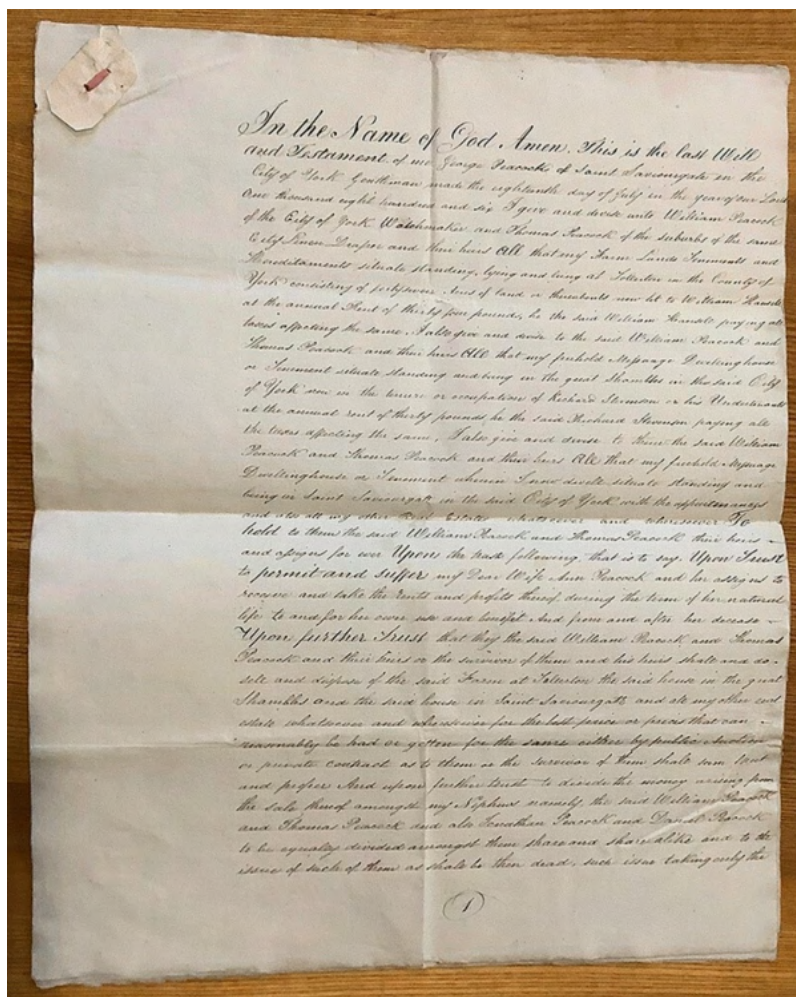 In the Name of God Amen. This is the last Will
and Testament of me George Peacock of Saint Saviourgate in the
City of York Gentleman made the eighteenth day of July in the year of our Lord
One thousand eight hundred and six I give and devise unto William Peacock
of the City of York Watchmaker and Thomas Peacock of the suburbs of the same
City Linen Draper and their heirs All that my Farm Lands Tenements and
Hereditaments situate standing, lying and being at Tollerton in the County of
York consisting of forty seven Acres of land or thereabouts now let to William
at the annual Rent of thirty four pounds, he the said William paying all
taxes affecting the same. I also give and devise to the said William Peacock and
Thomas Peacock and their heirs All that my freehold Messuage Dwellinghouse
or Tenement situate standing and being in the great Shambles in the said City
of York now in the tenure or occupation of Richard Stevenson or his Undertenants
at the annual rent of thirty pounds, he the said Richard Stevenson paying all
the taxes affecting the same, I also give and devise to them the said William
Peacock and Thomas Peacock and their heirs All that my freehold Messuage
Dwellinghouse or Tenement wherein I now dwell situate standing and
being in Saint Saviourgate in the said City of York with the appurtenances
and also all my other Real Estate whatsoever and wheresoever To
hold to them the said William Peacock and Thomas Peacock their heirs -
and assigns for ever Upon the trust following, that is to say, Upon Trust
to permit and suffer my Dear Wife Ann Peacock and her assigns to
receive and take the rents and profits thereof during the term of her natural
life to and for her own use and benefit And from and after her decease -
Upon further Trust that they the said William Peacock and Thomas
Peacock and their heirs or the survivor of them and his heirs shall and do -
sell and dispose of the said Farm at Tollerton the said house in the great
Shambles and the said house in Saint Saviourgate and all my other real
estate whatsoever and wheresoever for the best price or prices that can -
reasonably be had or gotten for the same either by public Auction
or private contract as to them or the survivor of them shall seem best
and proper And upon further trust to divide the money arising from
the sale thereof amongst my Nephews namely the said William Peacock
and Thomas Peacock and also Jonathan Peacock and Daniel Peacock
to be equally divided amongst them share and share alike and to the
issue of such of them as shall be then dead, such issue taking only the
1